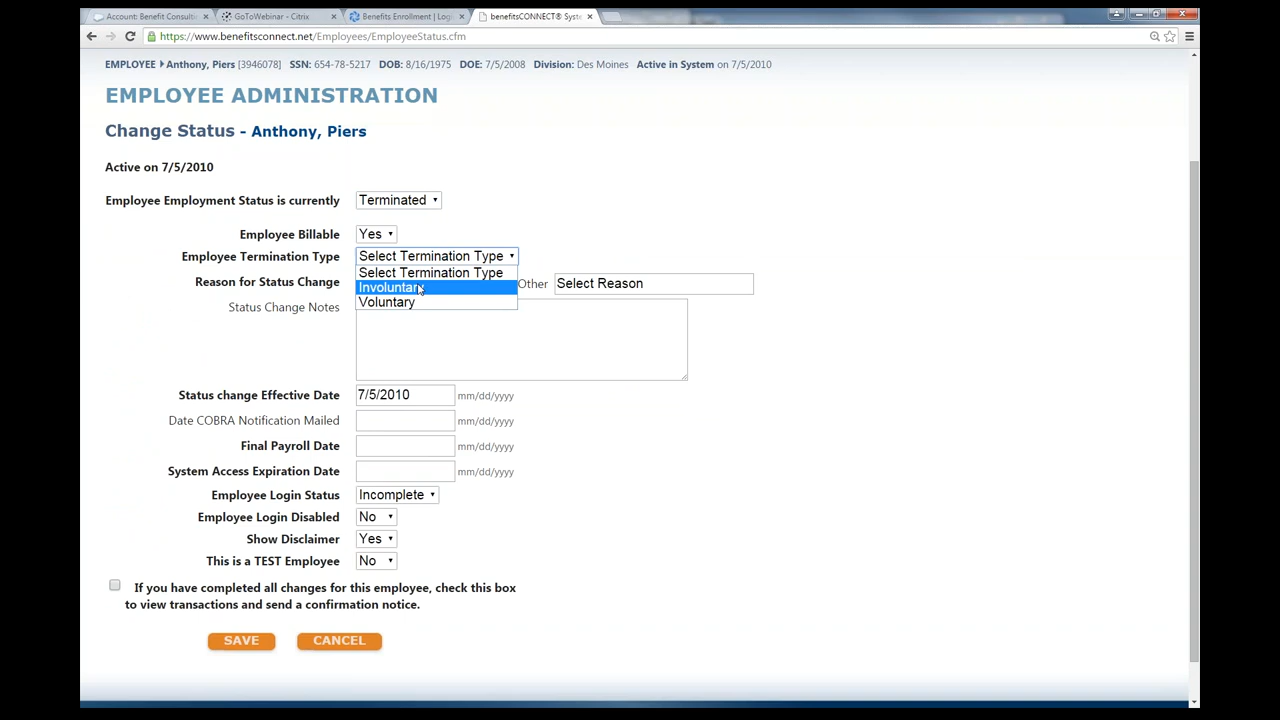 Account: Benefit Consulti
GoToWebinar - Citrix
Benefits Enrollment | Logi
benefitsCONNECT® Syste
https://www.benefitsconnect.net/Employees/EmployeeStatus.cfm
EMPLOYEE Anthony, Piers [3946078] SSN: 654-78-5217 DOB: 8/16/1975 DOE: 7/5/2008 Division: Des Moines Active in System on 7/5/2010
EMPLOYEE ADMINISTRATION
Change Status - Anthony, Piers
Active on 7/5/2010
Employee Employment Status is currently Terminated
Employee Billable Yes
Employee Termination Type Select Termination Type
Select Termination Type
Involuntary
Voluntary
Reason for Status Change Other Select Reason
Status Change Notes
Status change Effective Date 7/5/2010 mm/dd/yyyy
Date COBRA Notification Mailed mm/dd/yyyy
Final Payroll Date mm/dd/yyyy
System Access Expiration Date mm/dd/yyyy
Employee Login Status Incomplete
Employee Login Disabled No
Show Disclaimer Yes
This is a TEST Employee No
If you have completed all changes for this employee, check this box
to view transactions and send a confirmation notice.
SAVE CANCEL